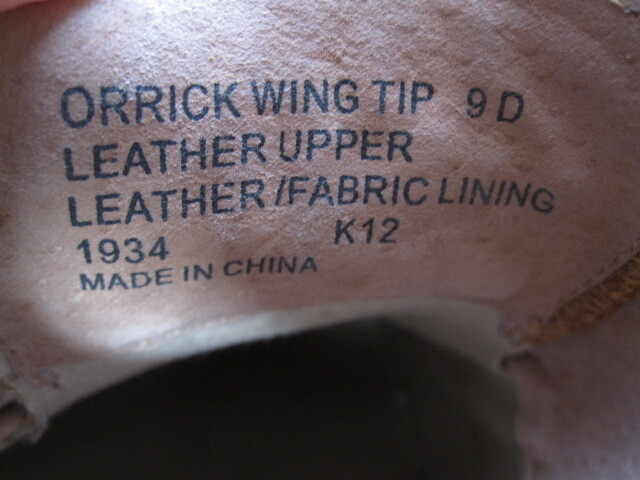 ORRICK WING TIP 9 D
LEATHER UPPER
LEATHER/FABRIC LINING
1934 K12
MADE IN CHINA